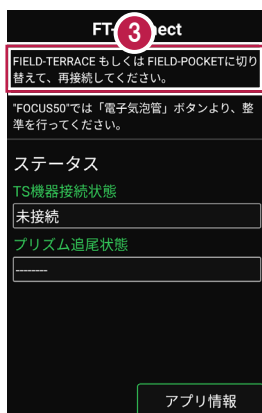 FT-
ect
3
FIELD-TERRACE もしくは FIELD-POCKETに切り
替えて、再接続してください。
"FOCUS50"では「電子気泡管」ボタンより、整
準を行ってください。
ステータス
TS機器接続状態
未接続
プリズム追尾状態
--------
アプリ情報